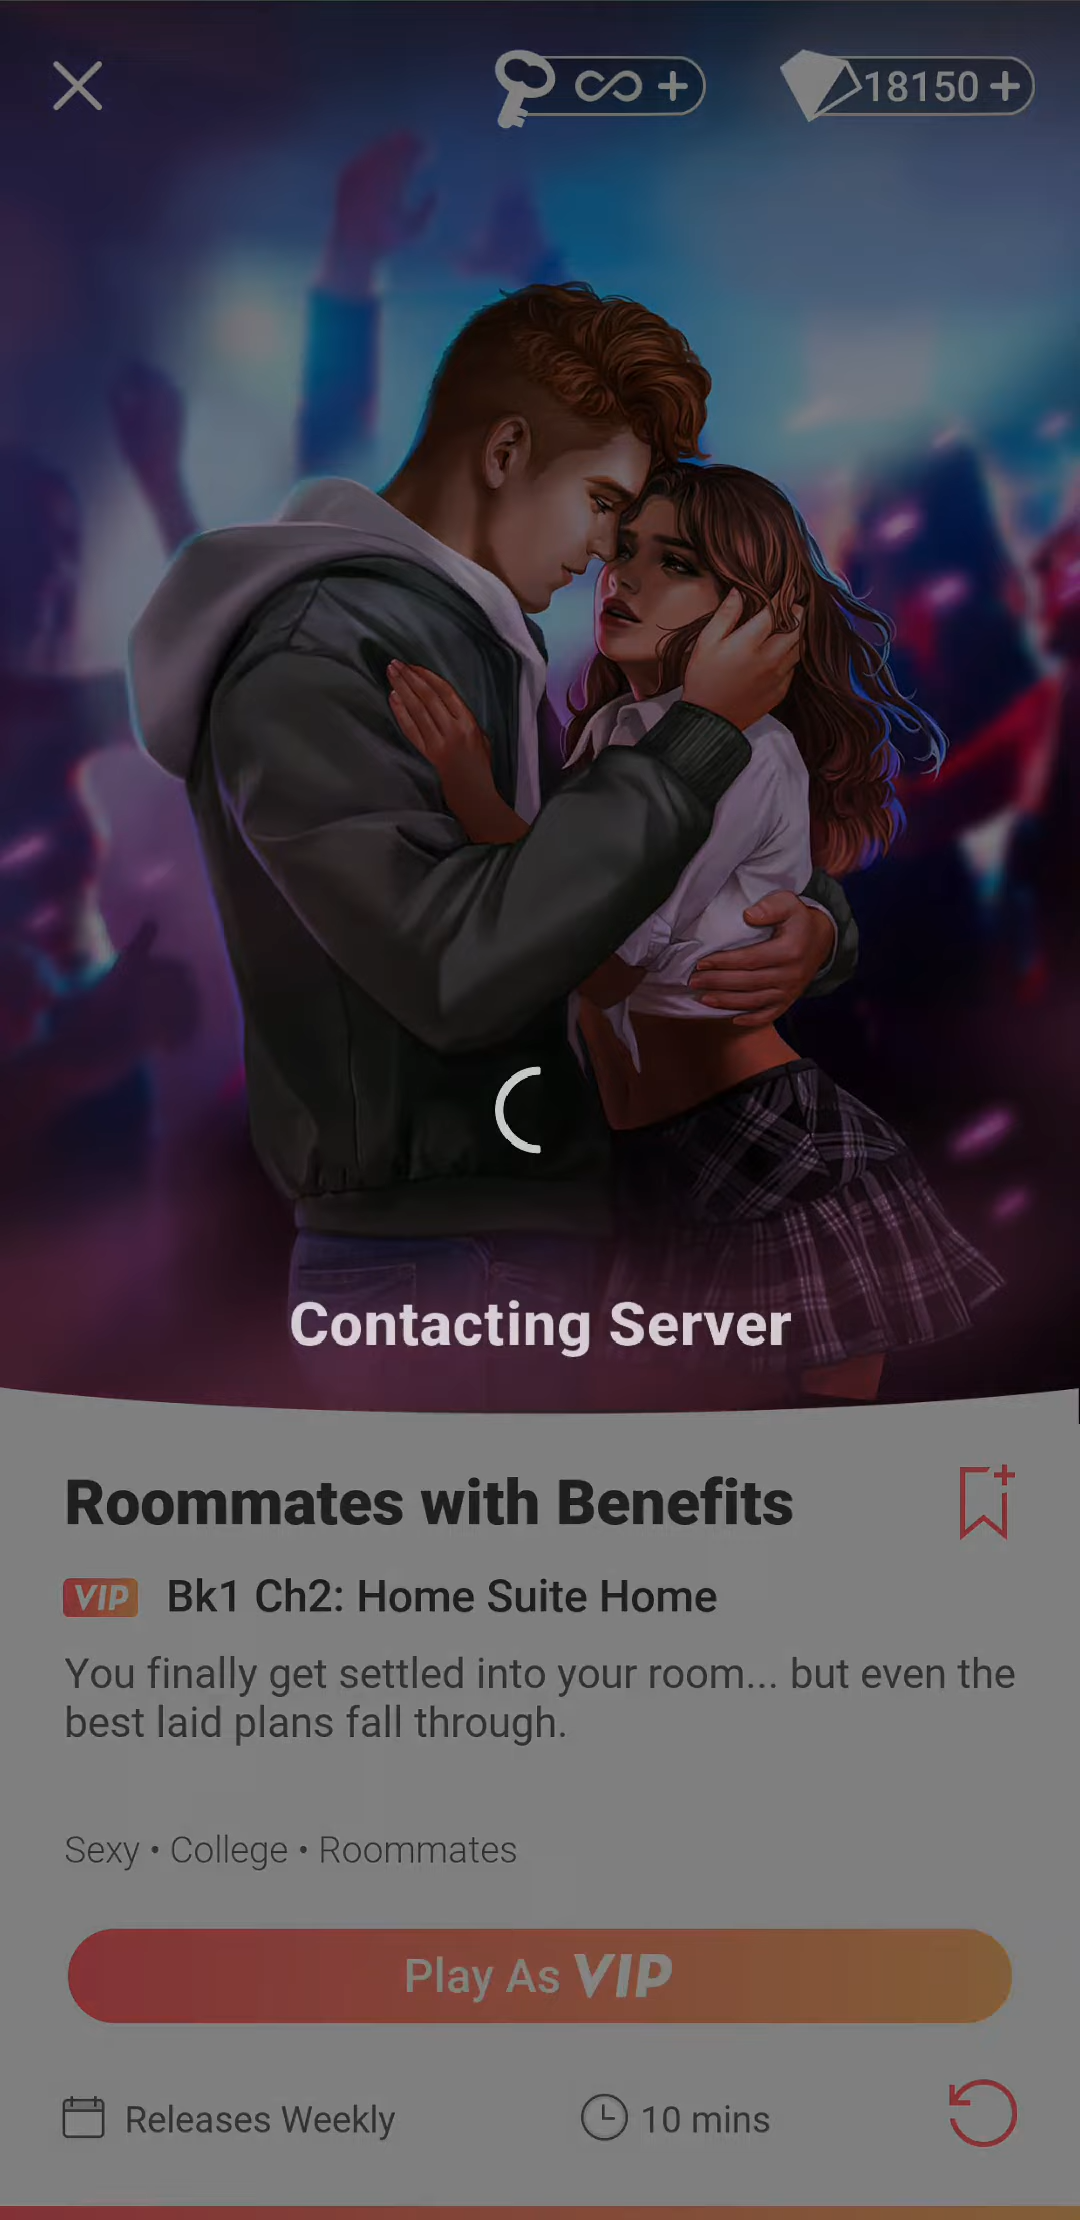 ∞ +
18150 +
Contacting Server
Roommates with Benefits
VIP Bk1 Ch2: Home Suite Home
You finally get settled into your room... but even the
best laid plans fall through.
Sexy • College • Roommates
Play As VIP
Releases Weekly
10 mins